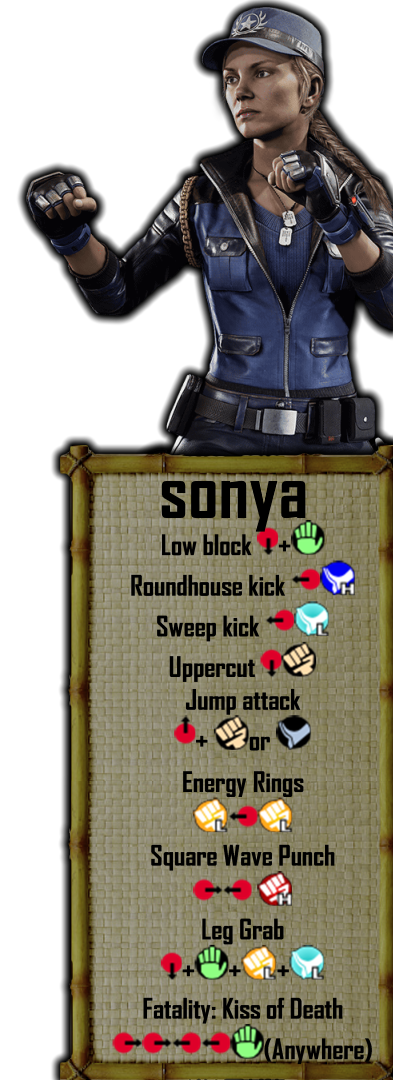 sonya
Low block + 
Roundhouse kick H
Sweep kick L
Uppercut
Jump attack
+ or
Energy Rings
L L
Square Wave Punch
H
Leg Grab
+ + L + L
Fatality: Kiss of Death
(Anywhere)